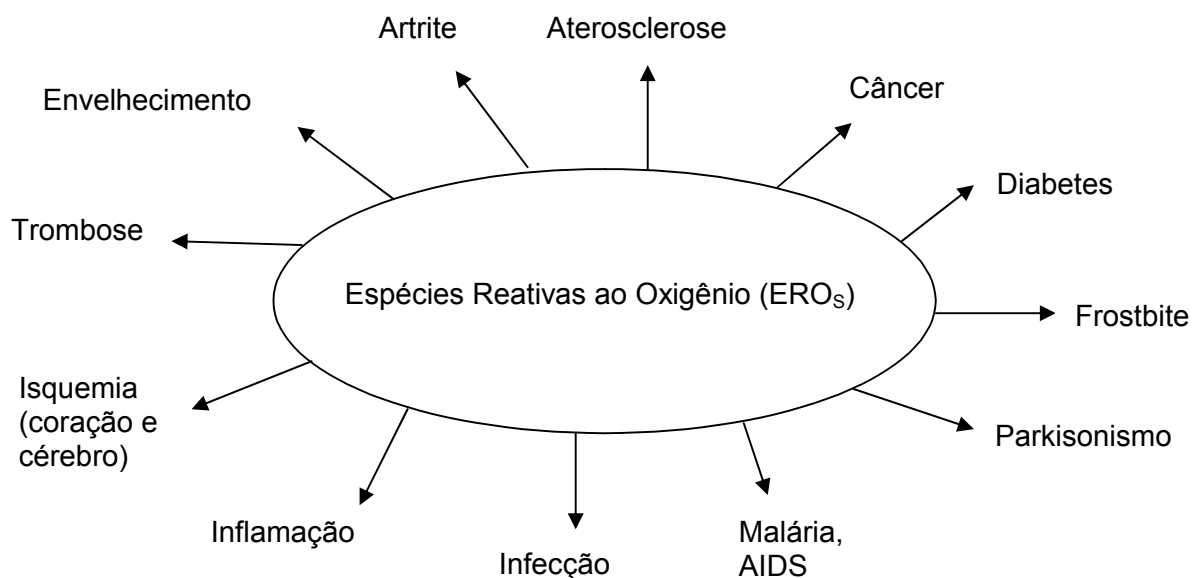 Artrite
Aterosclerose
Câncer
Envelhecimento
Diabetes
Trombose
Espécies Reativas ao Oxigênio (EROₛ)
Frostbite
Isquemia
(coração e
cérebro)
Parkisonismo
Inflamação
Infecção
Malária,
AIDS